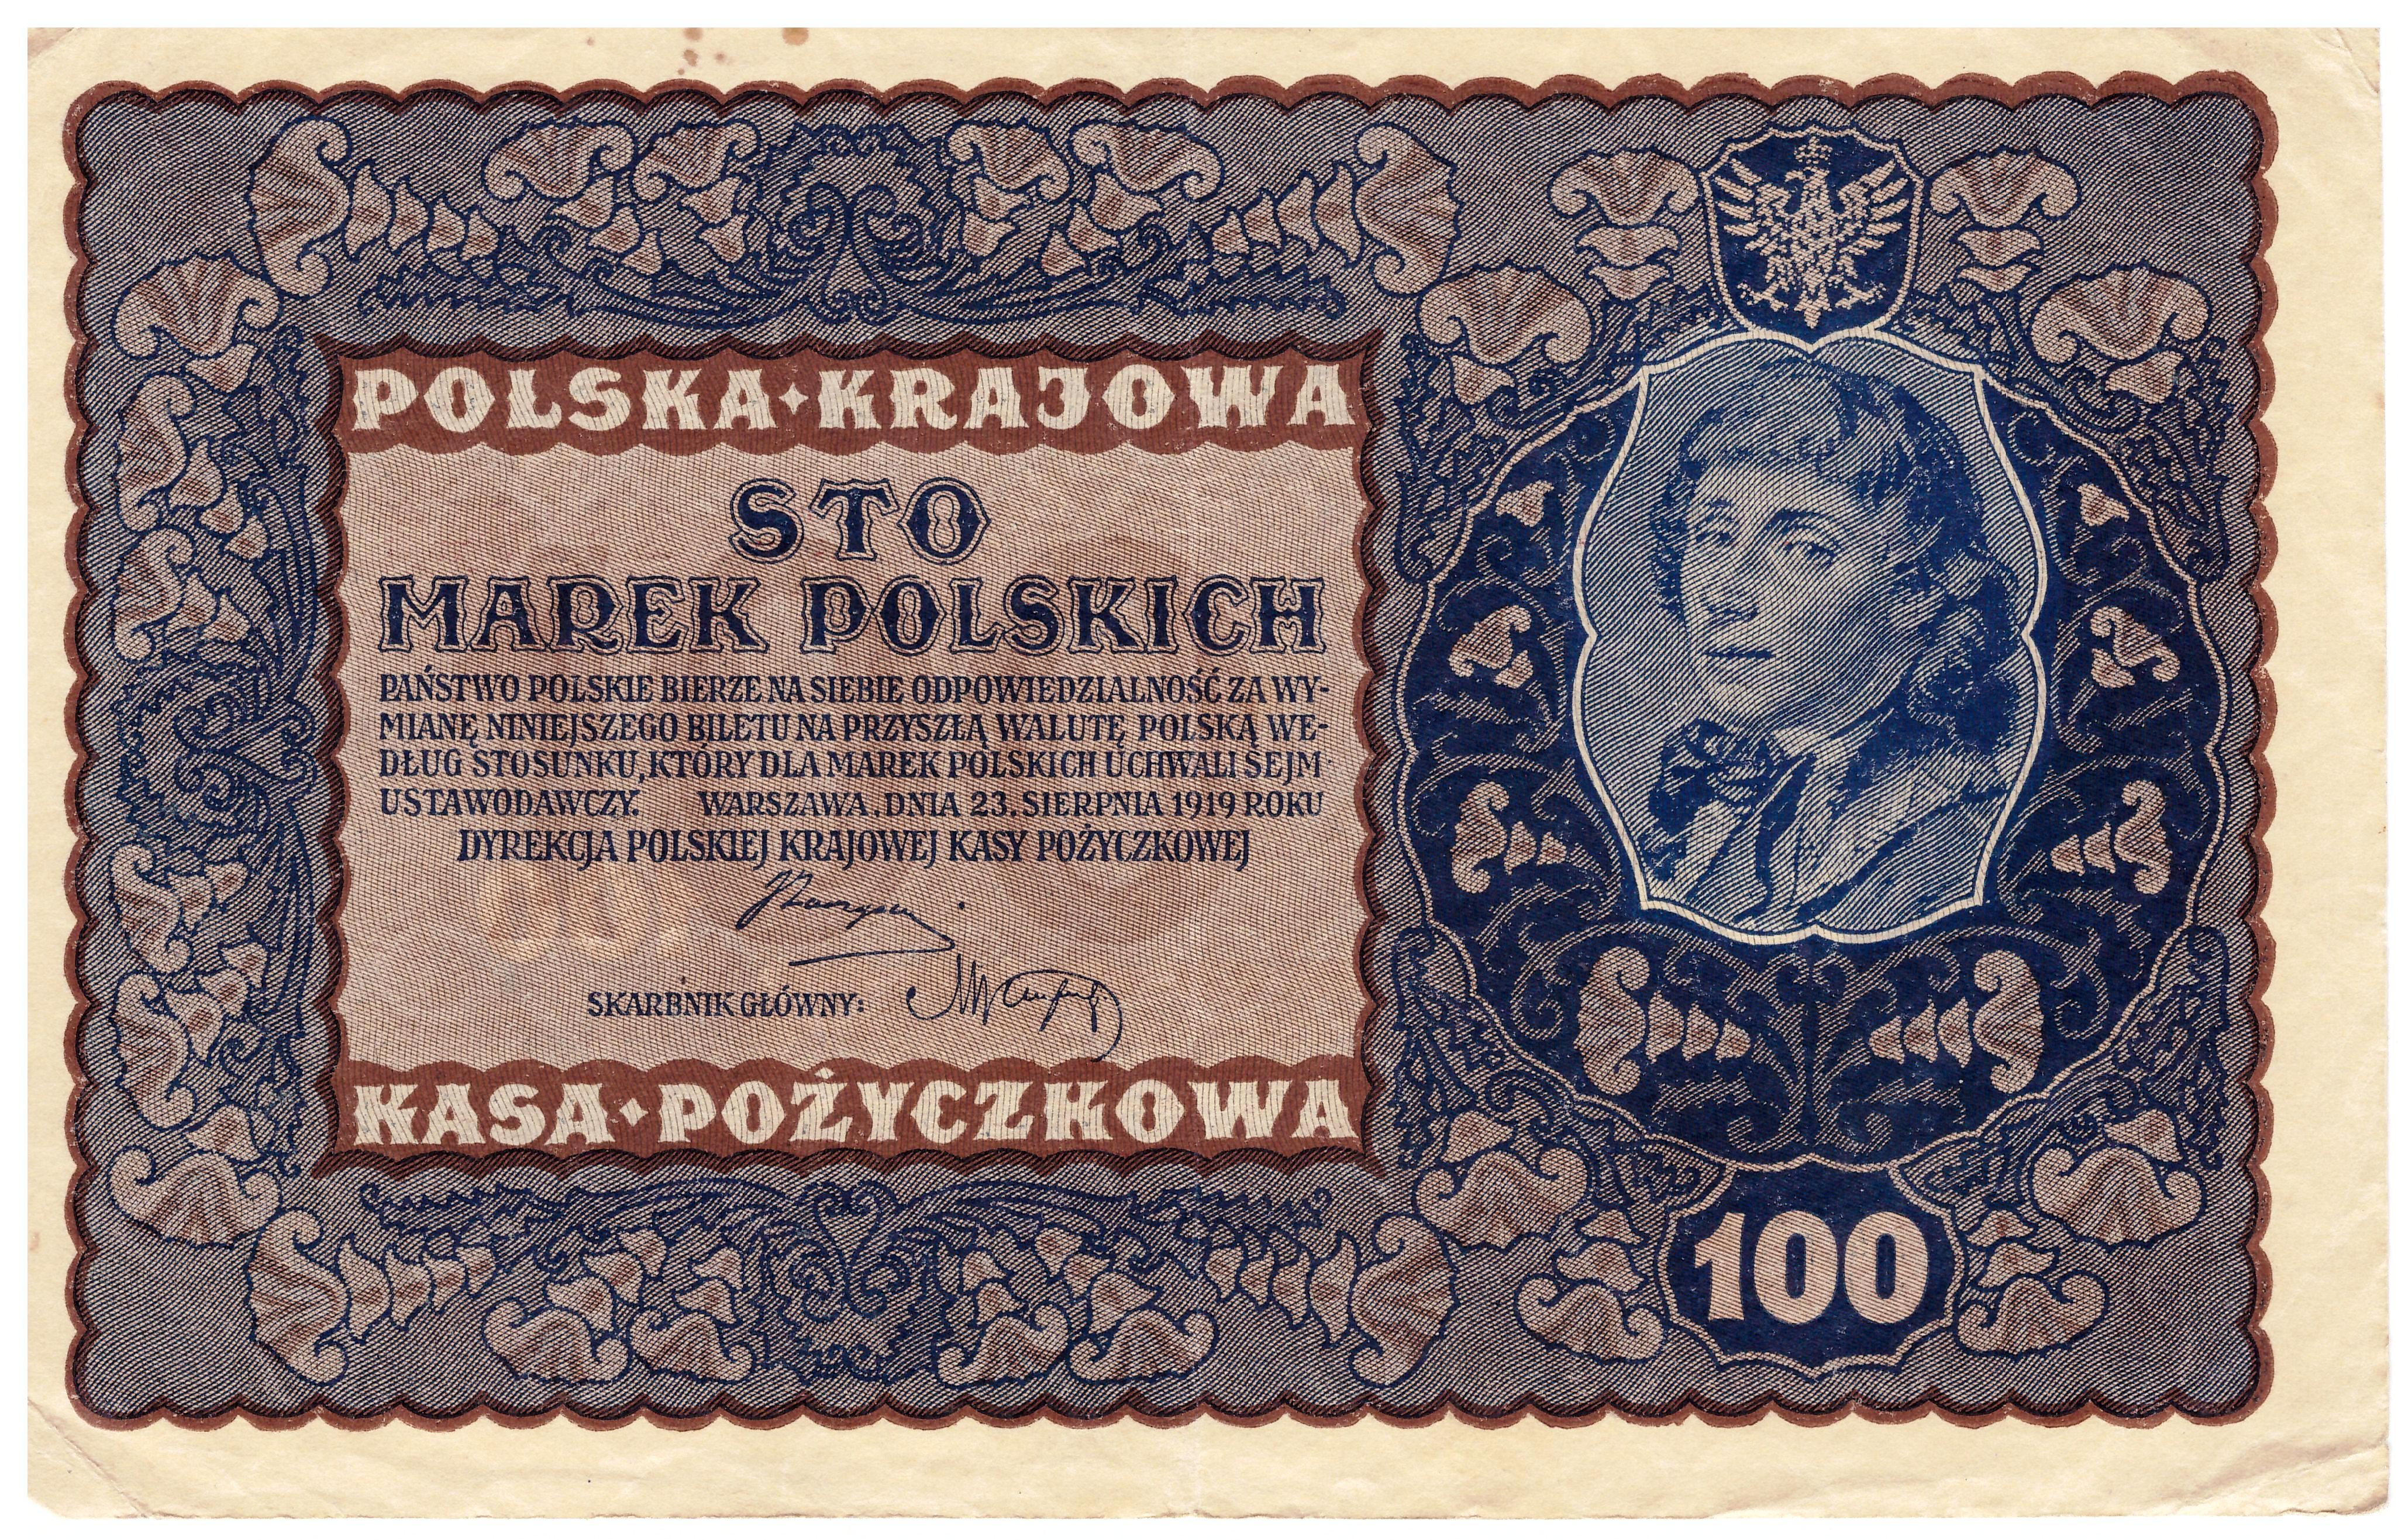 POLSKA·KRAJOWA
STO
MAREK POLSKICH
PAŃSTWO POLSKIE BIERZE NA SIEBIE ODPOWIEDZIALNOŚĆ ZA WY-
MIANĘ NINIEJSZEGO BILETU NA PRZYSZŁĄ WALUTĘ POLSKĄ WE-
DŁUG STOSUNKU, KTÓRY DLA MAREK POLSKICH UCHWALI SEJM
USTAWODAWCZY. WARSZAWA, DNIA 23. SIERPNIA 1919 ROKU
DYREKCJA POLSKIEJ KRAJOWEJ KASY POŻYCZKOWEJ
SKARBNIK GŁÓWNY:
KASA·POŻYCZKOWA
100